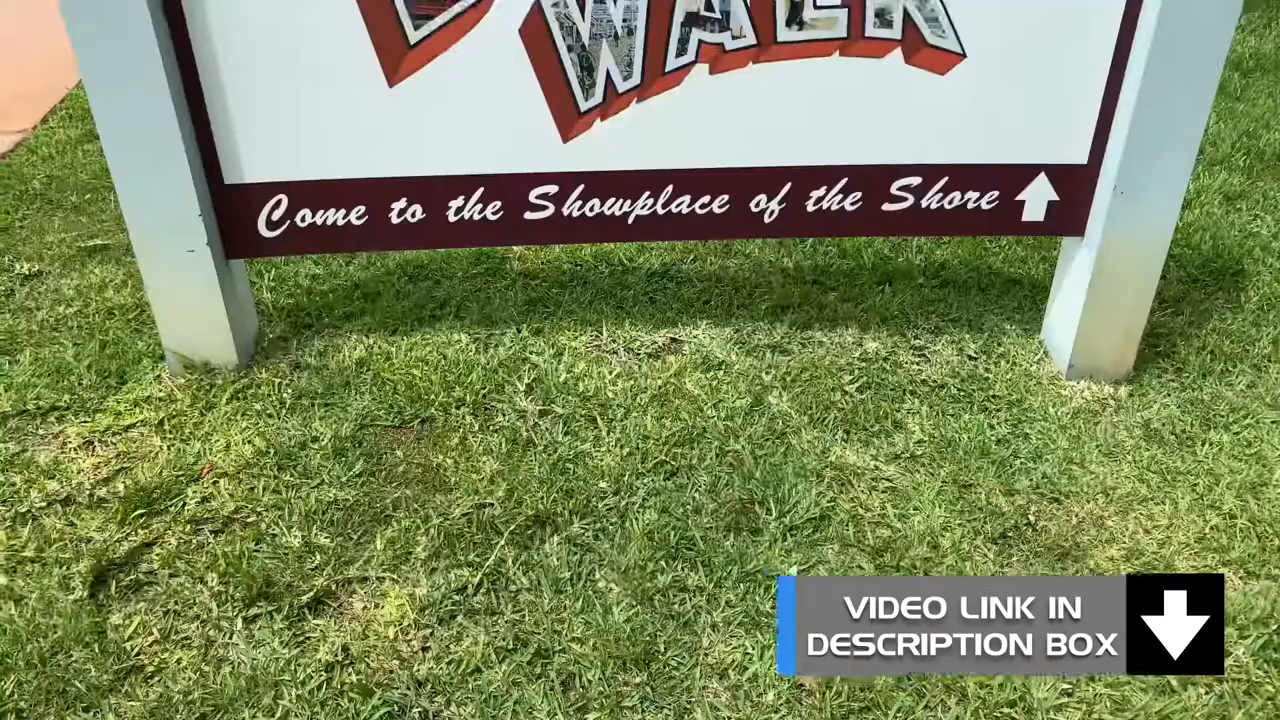 WALK
Come to the Showplace of the Shore
VIDEO LINK IN
DESCRIPTION BOX